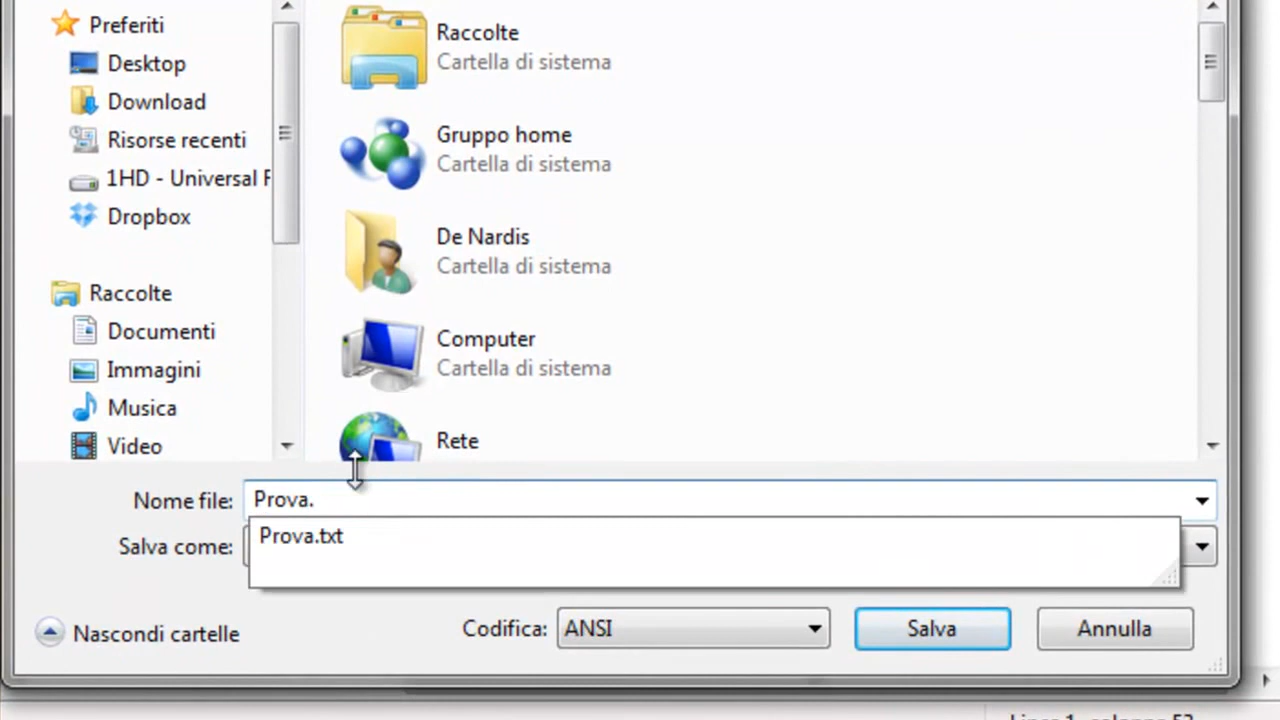 Preferiti
Desktop
Download
Risorse recenti
1HD - Universal
Dropbox
Raccolte
Documenti
Immagini
Musica
Video
Raccolte
Cartella di sistema
Gruppo home
Cartella di sistema
De Nardis
Cartella di sistema
Computer
Cartella di sistema
Rete
Nome file: Prova.
Prova.txt
Salva come:
Nascondi cartelle
Codifica: ANSI
Salva
Annulla